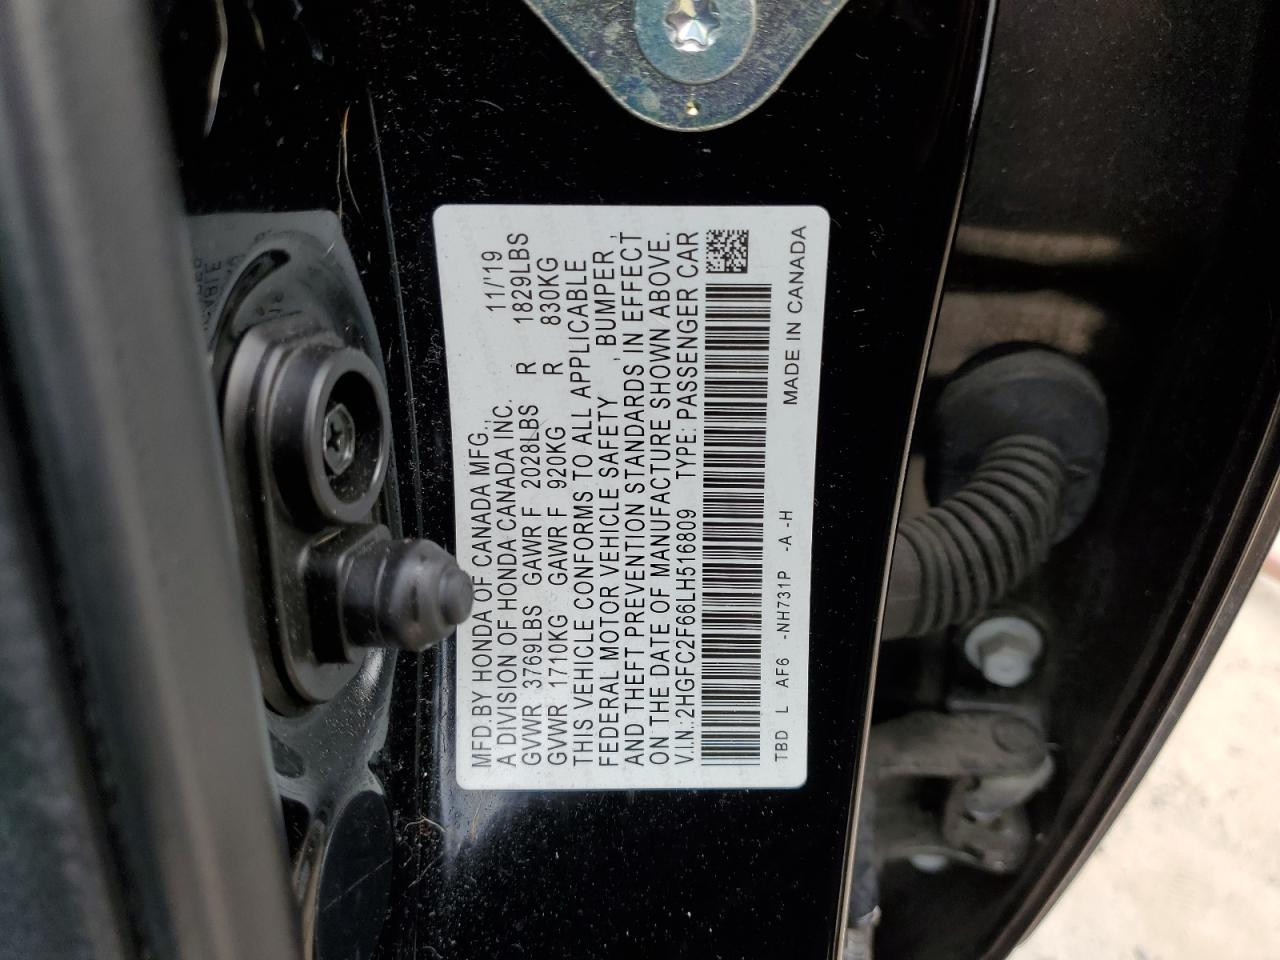 MFD.BY HONDA OF CANADA MFG., 11/'19
A DIVISION OF HONDA CANADA INC.
GVWR 3769LBS GAWR F 2028LBS R 1829LBS
GVWR 1710KG GAWR F 920KG R 830KG
THIS VEHICLE CONFORMS TO ALL APPLICABLE
FEDERAL MOTOR VEHICLE SAFETY , BUMPER,
AND THEFT PREVENTION STANDARDS, IN EFFECT
ON THE DATE OF MANUFACTURE SHOWN ABOVE.
V.I.N.:2HGFC2F66LH516809 TYPE: PASSENGER CAR
TBD L AF6 -NH731P -A -H MADE IN CANADA